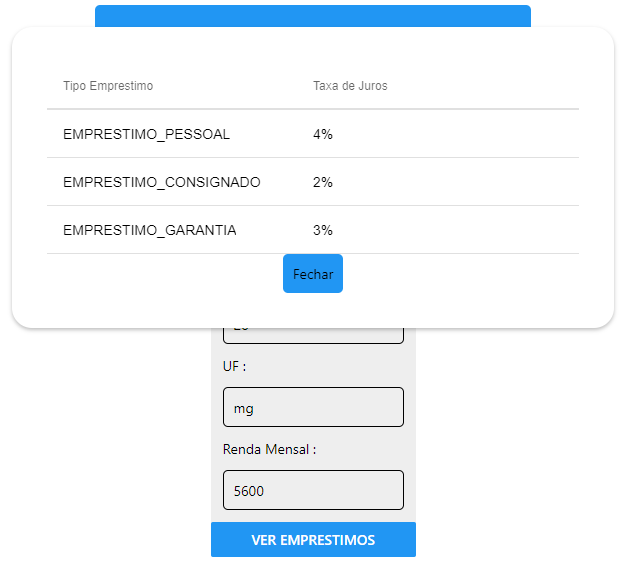 Tipo Emprestimo Taxa de Juros
EMPRESTIMO_PESSOAL 4%
EMPRESTIMO_CONSIGNADO 2%
EMPRESTIMO_GARANTIA 3%
Fechar
UF :
mg
Renda Mensal :
5600
VER EMPRESTIMOS